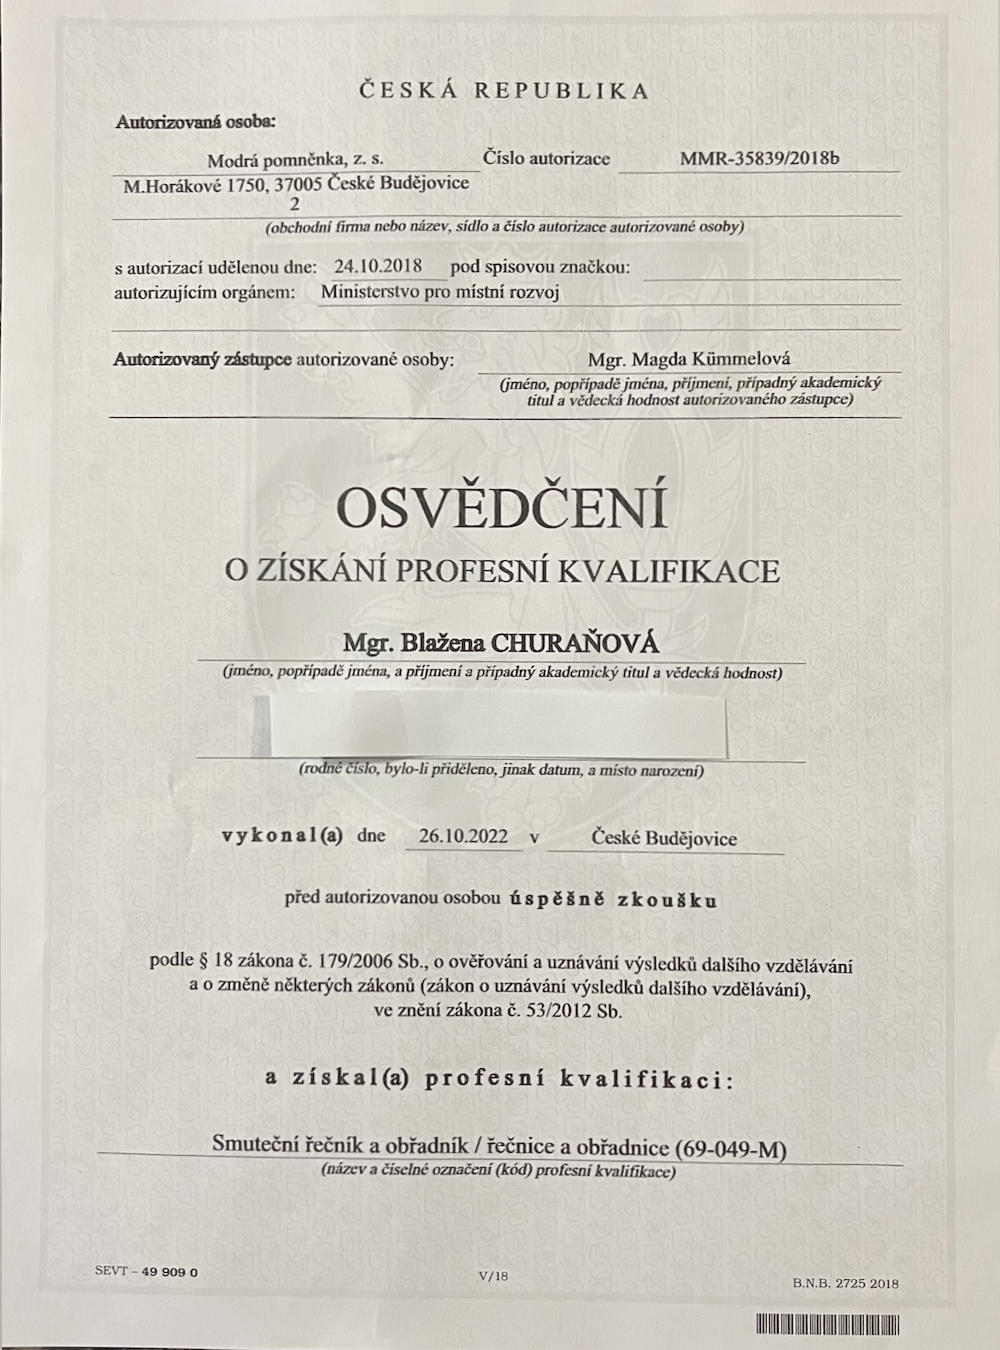 ČESKÁ REPUBLIKA
Autorizovaná osoba:
Modrá pomněnka, z. s. Číslo autorizace MMR-35839/2018b
M.Horákové 1750, 37005 České Budějovice
2
(obchodní firma nebo název, sídlo a číslo autorizace autorizované osoby)
s autorizací udělenou dne: 24.10.2018 pod spisovou značkou:
autorizujícím orgánem: Ministerstvo pro místní rozvoj
Autorizovaný zástupce autorizované osoby: Mgr. Magda Kümmelová
(jméno, popřípadě jména, příjmení, případný akademický
titul a vědecká hodnost autorizovaného zástupce)
OSVĚDČENÍ
O ZÍSKÁNÍ PROFESNÍ KVALIFIKACE
Mgr. Blažena CHURAŇOVÁ
(jméno, popřípadě jména, a příjmení a případný akademický titul a vědecká hodnost)
(rodné číslo, bylo-li přiděleno, jinak datum, a místo narození)
vykonal(a) dne 26.10.2022 v České Budějovice
před autorizovanou osobou úspěšně zkoušku
podle § 18 zákona č. 179/2006 Sb., o ověřování a uznávání výsledků dalšího vzdělávání
a o změně některých zákonů (zákon o uznávání výsledků dalšího vzdělávání),
ve znění zákona č. 53/2012 Sb.
a získal(a) profesní kvalifikaci:
Smuteční řečník a obřadník / řečnice a obřadnice (69-049-M)
(název a číselné označení (kód) profesní kvalifikace)
SEVT – 49 909 0 V/18 B.N.B. 2725 2018